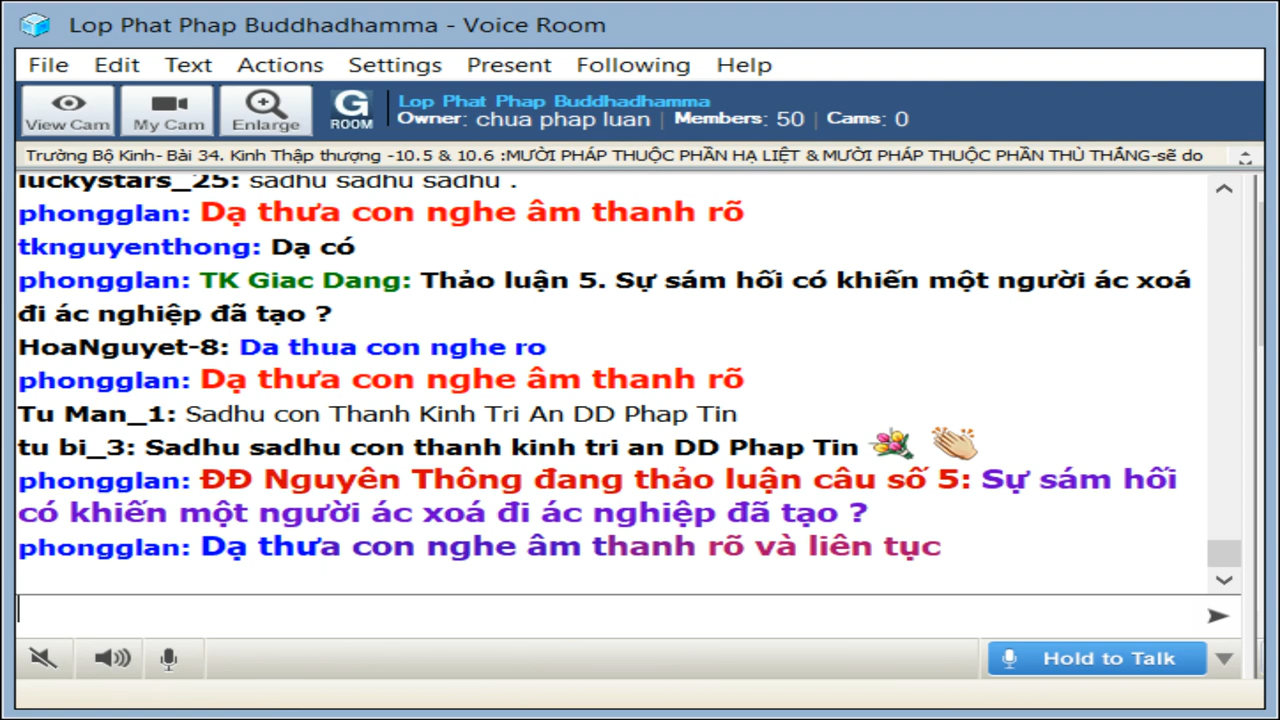 Lop Phat Phap Buddhadhamma - Voice Room
File Edit Text Actions Settings Present Following Help
View Cam My Cam Enlarge G ROOM
Lop Phat Phap Buddhadhamma
Owner: chua phap luan | Members: 50 | Cams: 0
Trường Bộ Kinh- Bài 34. Kinh Thập thượng -10.5 & 10.6 :MƯỜI PHÁP THUỘC PHẦN HẠ LIỆT & MƯỜI PHÁP THUỘC PHẦN THÙ THẮNG-sẽ do
luckystars_25: sadhu sadhu sadhu .
phongglan: Dạ thưa con nghe âm thanh rõ
tknguyenthong: Dạ có
phongglan: TK Giac Dang: Thảo luận 5. Sự sám hối có khiến một người ác xoá
đi ác nghiệp đã tạo ?
HoaNguyet-8: Da thua con nghe ro
phongglan: Dạ thưa con nghe âm thanh rõ
Tu Man_1: Sadhu con Thanh Kinh Tri An DD Phap Tin
tu bi_3: Sadhu sadhu con thanh kinh tri an DD Phap Tin
phongglan: ĐĐ Nguyên Thông đang thảo luận câu số 5: Sự sám hối
có khiến một người ác xoá đi ác nghiệp đã tạo ?
phongglan: Dạ thưa con nghe âm thanh rõ và liên tục
Hold to Talk